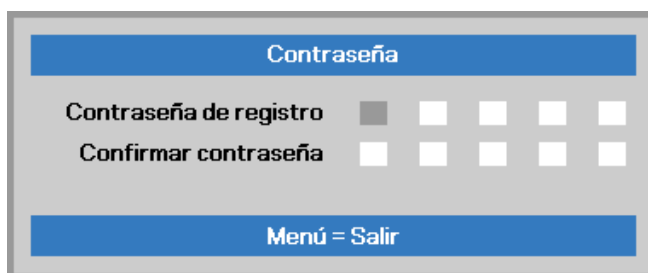 Contraseña
Contraseña de registro
Confirmar contraseña
Menú = Salir